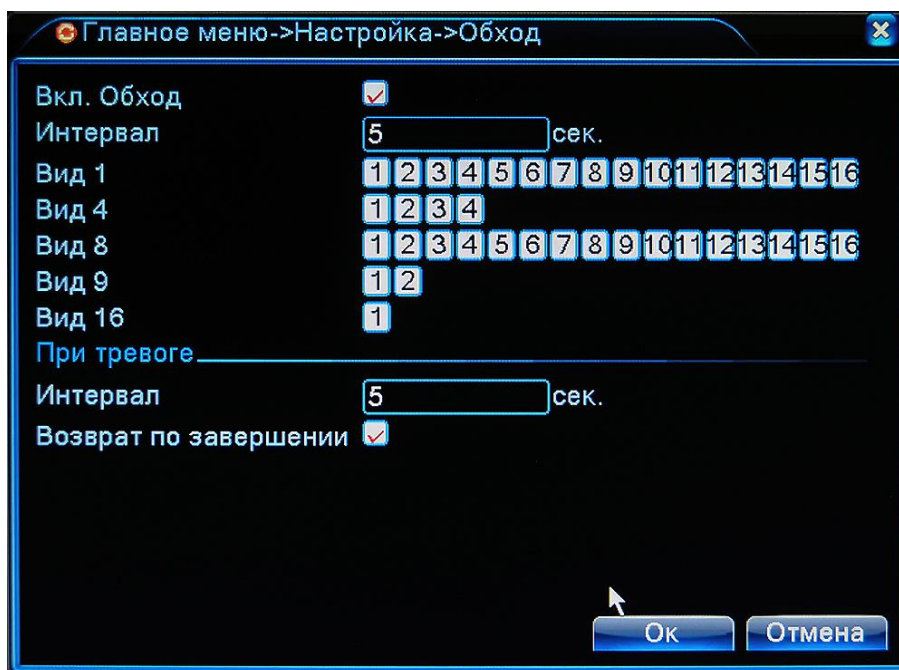 Главное меню->Настройка->Обход
Вкл. Обход
Интервал 5 сек.
Вид 1 1 2 3 4 5 6 7 8 9 10 11 12 13 14 15 16
Вид 4 1 2 3 4
Вид 8 1 2 3 4 5 6 7 8 9 10 11 12 13 14 15 16
Вид 9 1 2
Вид 16 1
При тревоге
Интервал 5 сек.
Возврат по завершении
Ок Отмена